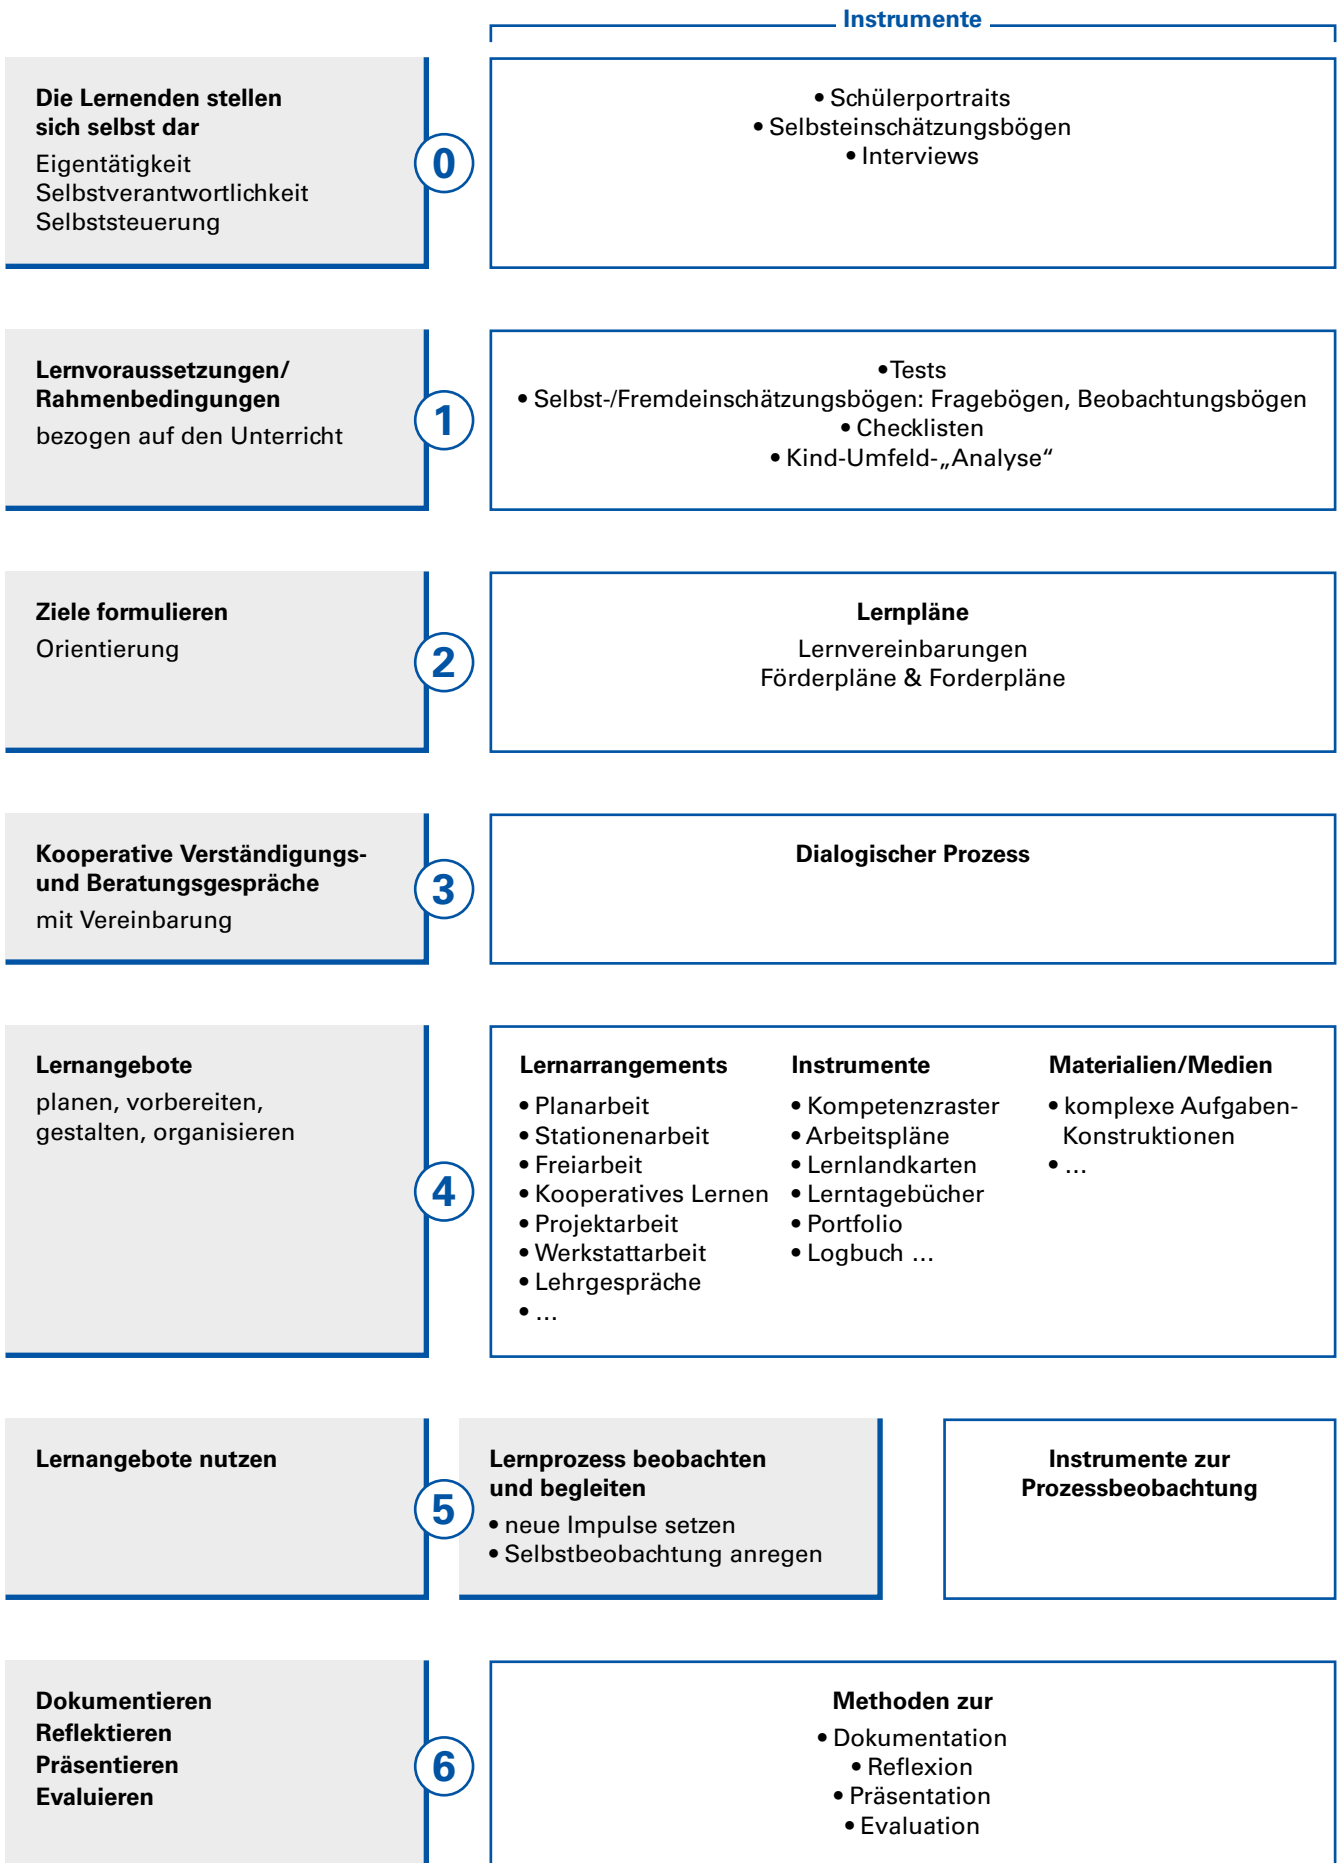 Instrumente
Die Lernenden stellen
sich selbst dar
Eigentätigkeit
Selbstverantwortlichkeit
Selbststeuerung
0
• Schülerportraits
• Selbsteinschätzungsbögen
• Interviews
Lernvoraussetzungen/
Rahmenbedingungen
bezogen auf den Unterricht
1
•Tests
• Selbst-/Fremdeinschätzungsbögen: Fragebögen, Beobachtungsbögen
• Checklisten
• Kind-Umfeld-„Analyse“
Ziele formulieren
Orientierung
2
Lernpläne
Lernvereinbarungen
Förderpläne & Forderpläne
Kooperative Verständigungs-
und Beratungsgespräche
mit Vereinbarung
3
Dialogischer Prozess
Lernangebote
planen, vorbereiten,
gestalten, organisieren
4
Lernarrangements
• Planarbeit
• Stationenarbeit
• Freiarbeit
• Kooperatives Lernen
• Projektarbeit
• Werkstattarbeit
• Lehrgespräche
• …
Instrumente
• Kompetenzraster
• Arbeitspläne
• Lernlandkarten
• Lerntagebücher
• Portfolio
• Logbuch …
Materialien/Medien
• komplexe Aufgaben-
Konstruktionen
• …
Lernangebote nutzen
5
Lernprozess beobachten
und begleiten
• neue Impulse setzen
• Selbstbeobachtung anregen
Instrumente zur
Prozessbeobachtung
Dokumentieren
Reflektieren
Präsentieren
Evaluieren
6
Methoden zur
• Dokumentation
• Reflexion
• Präsentation
• Evaluation